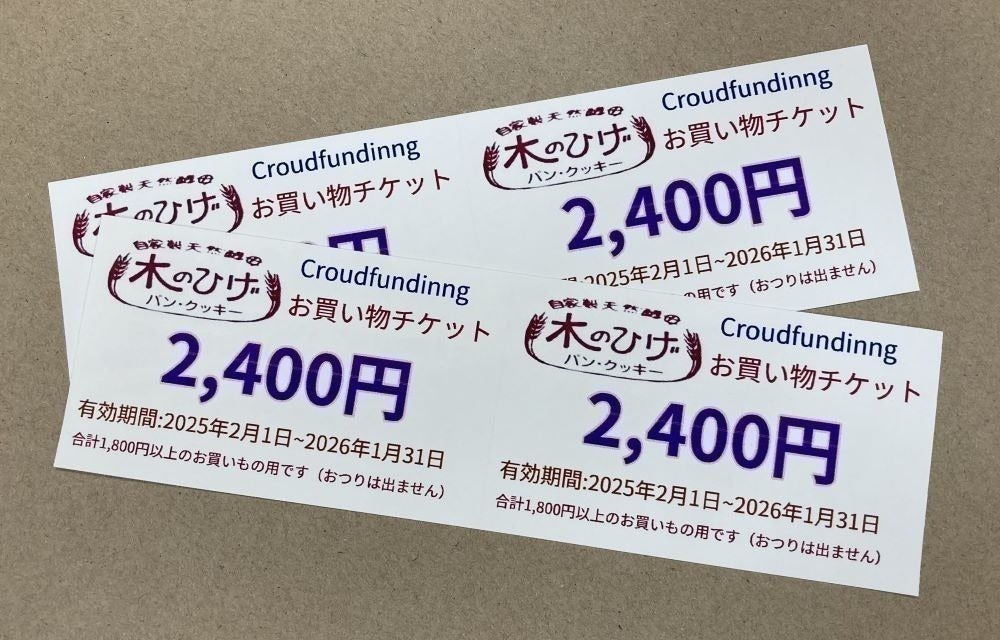 自家製天然酵母
木のひげ
パン・クッキー
Croudfundinng
お買い物チケット
自家製天然酵母
木のひげ
パン・クッキー
Croudfundinng
お買い物チケット
2,400円
2025年2月1日~2026年1月31日
の用です（おつりは出ません）
自家製天然酵母
木のひげ
パン・クッキー
Croudfundinng
お買い物チケット
2,400円
有効期間:2025年2月1日~2026年1月31日
合計1,800円以上のお買いもの用です（おつりは出ません）
自家製天然酵母
木のひげ
パン・クッキー
Croudfundinng
お買い物チケット
2,400円
有効期間:2025年2月1日~2026年1月31日
合計1,800円以上のお買いもの用です（おつりは出ません）